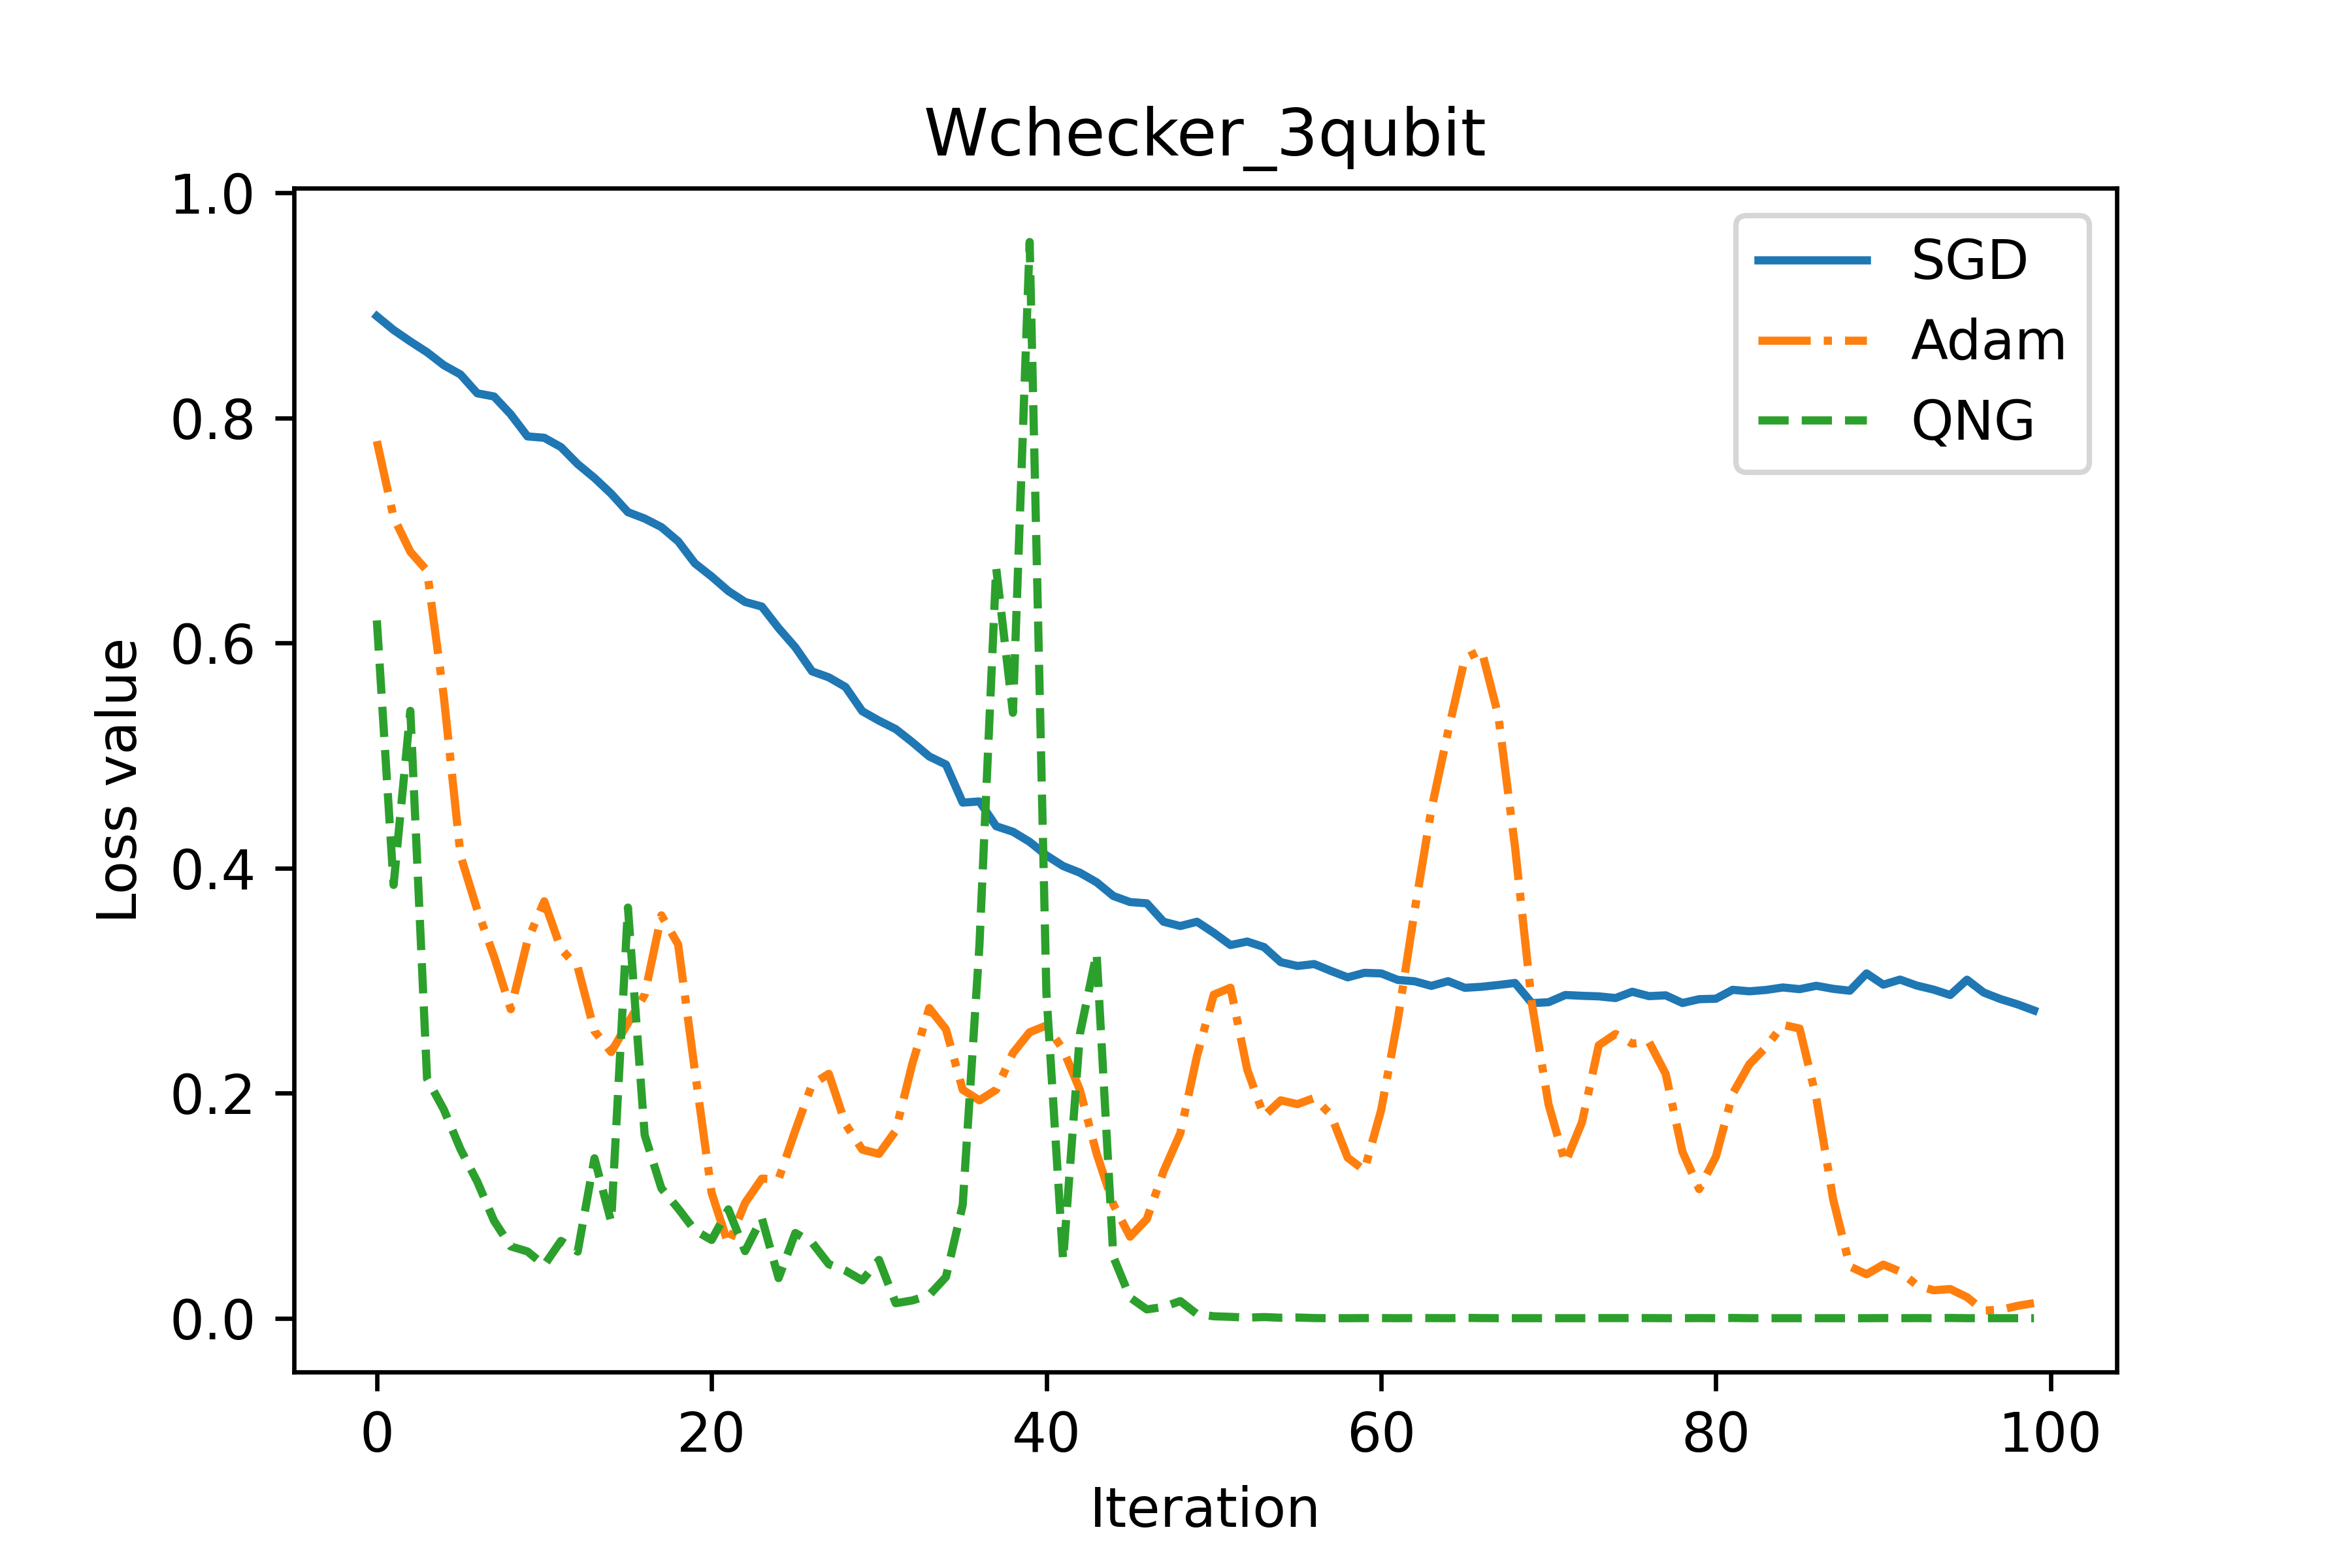 Wchecker_3qubit
1.0
0.8
0.6
0.4
0.2
0.0
Loss value
SGD
Adam
QNG
0 20 40 60 80 100
Iteration